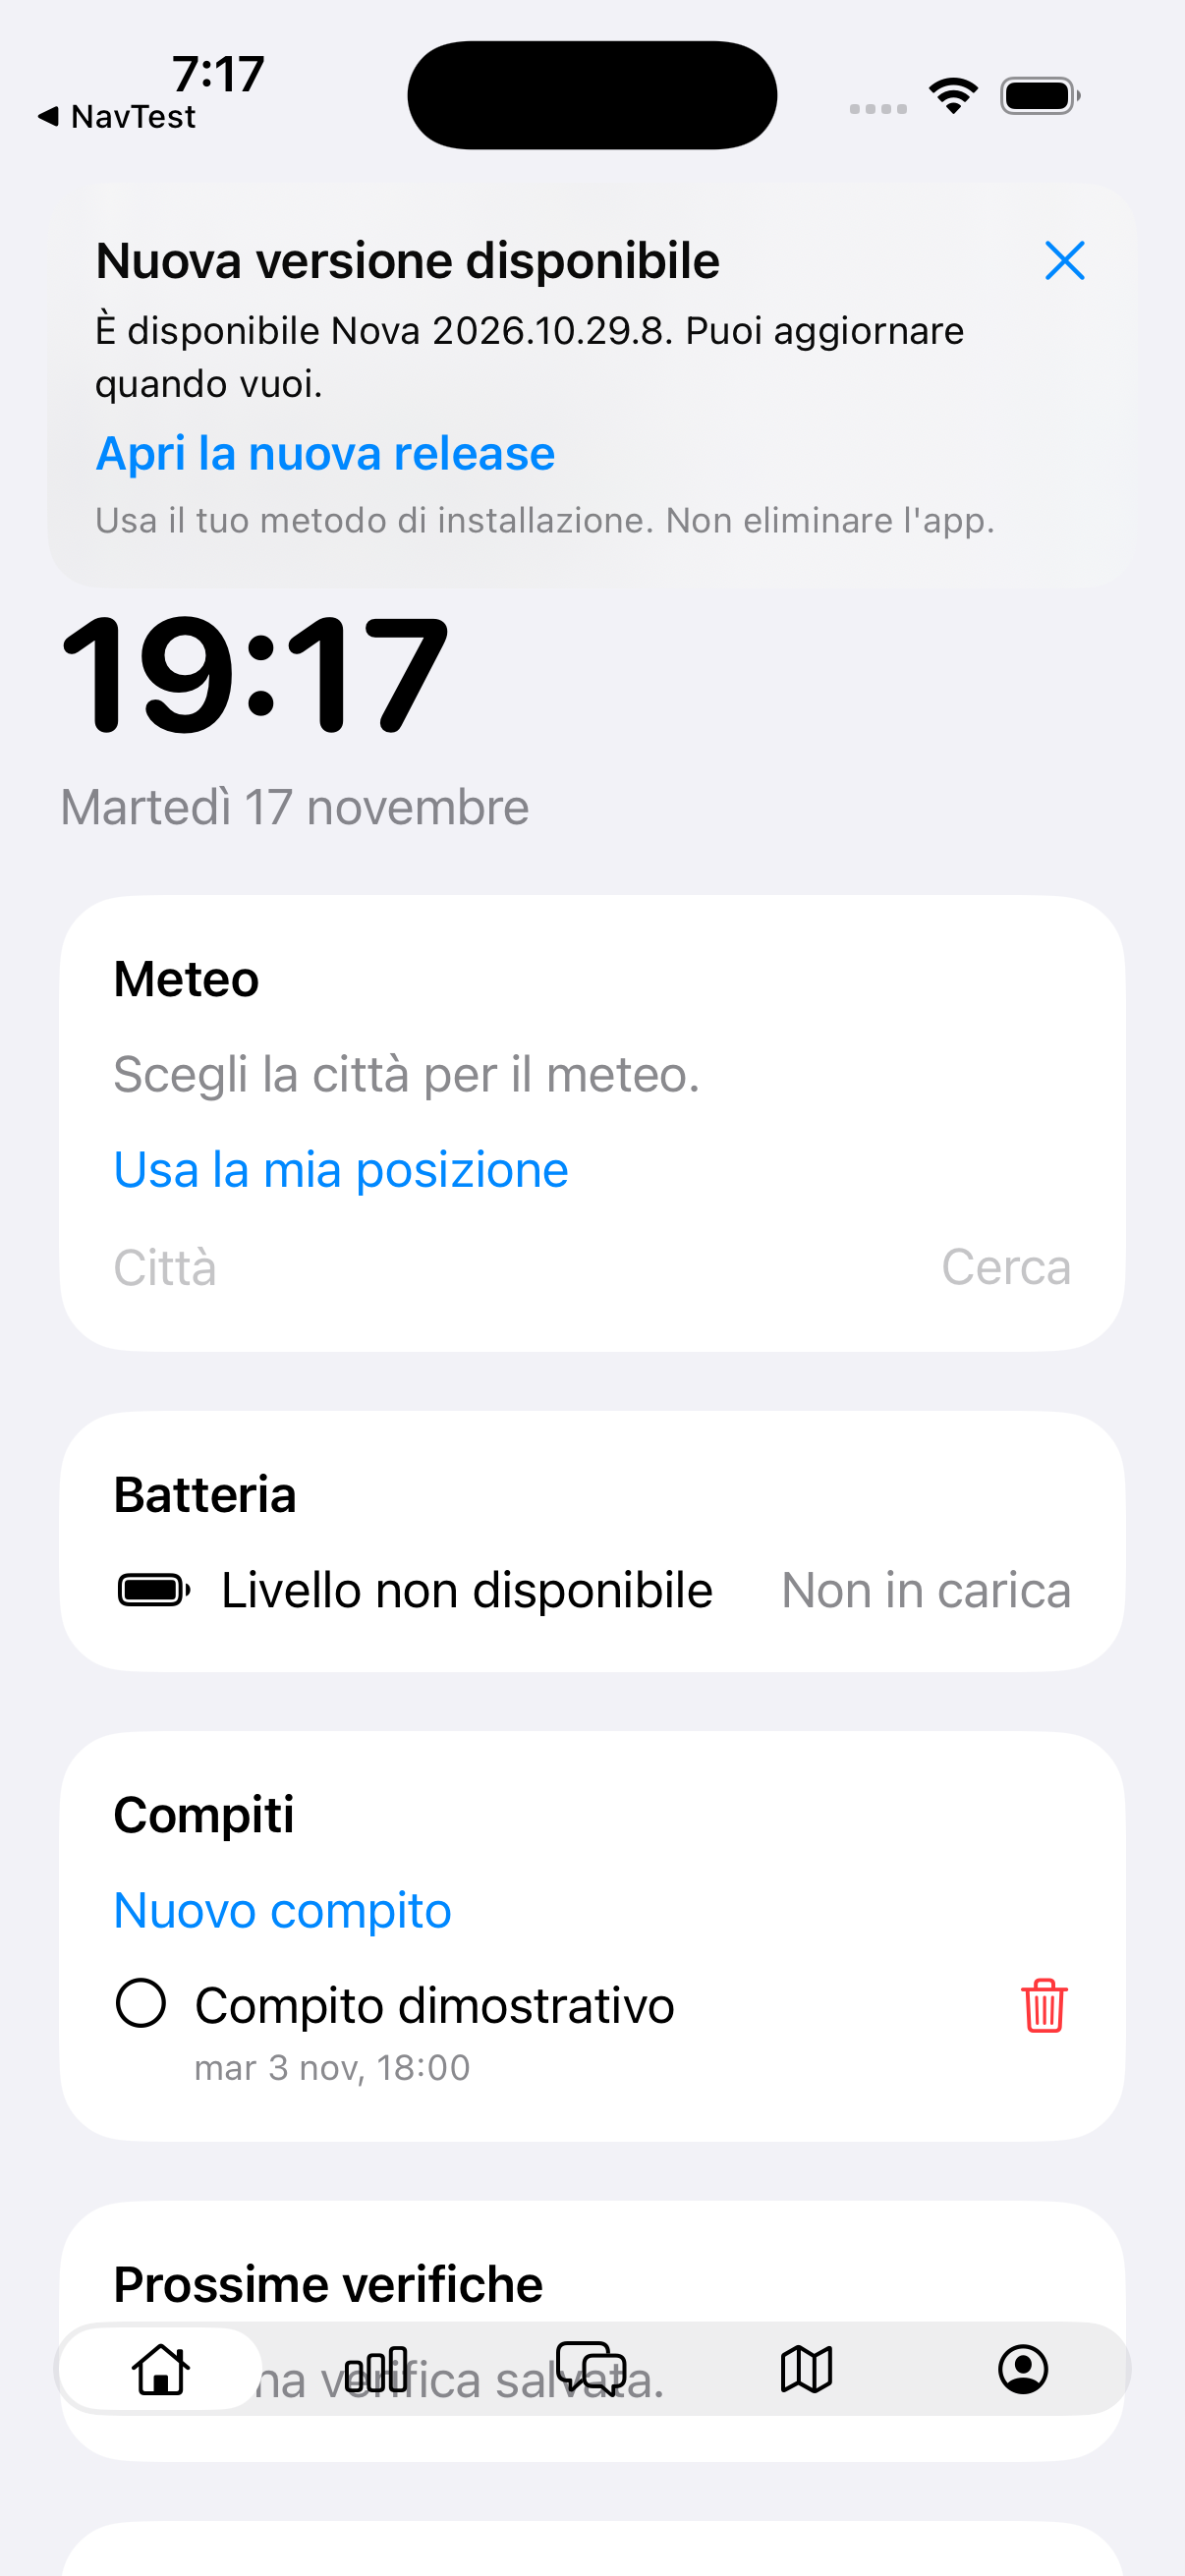 7:17
NavTest
Nuova versione disponibile
È disponibile Nova 2026.10.29.8. Puoi aggiornare
quando vuoi.
Apri la nuova release
Usa il tuo metodo di installazione. Non eliminare l'app.
19:17
Martedì 17 novembre
Meteo
Scegli la città per il meteo.
Usa la mia posizione
Città Cerca
Batteria
Livello non disponibile Non in carica
Compiti
Nuovo compito
Compito dimostrativo
mar 3 nov, 18:00
Prossime verifiche
verifica salvata.